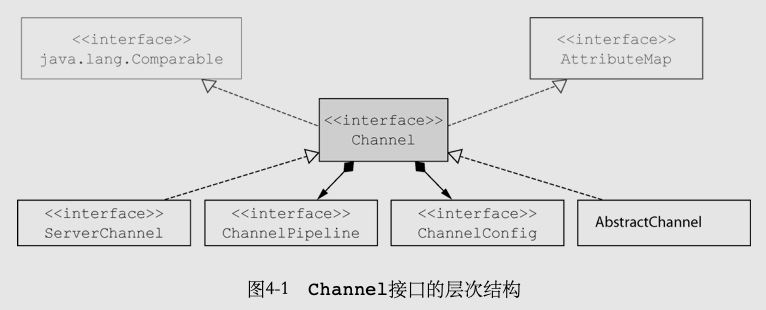 <<interface>>
java.lang.Comparable
<<interface>>
AttributeMap
<<interface>>
Channel
<<interface>>
ServerChannel
<<interface>>
ChannelPipeline
<<interface>>
ChannelConfig
AbstractChannel
图4-1 Channel接口的层次结构